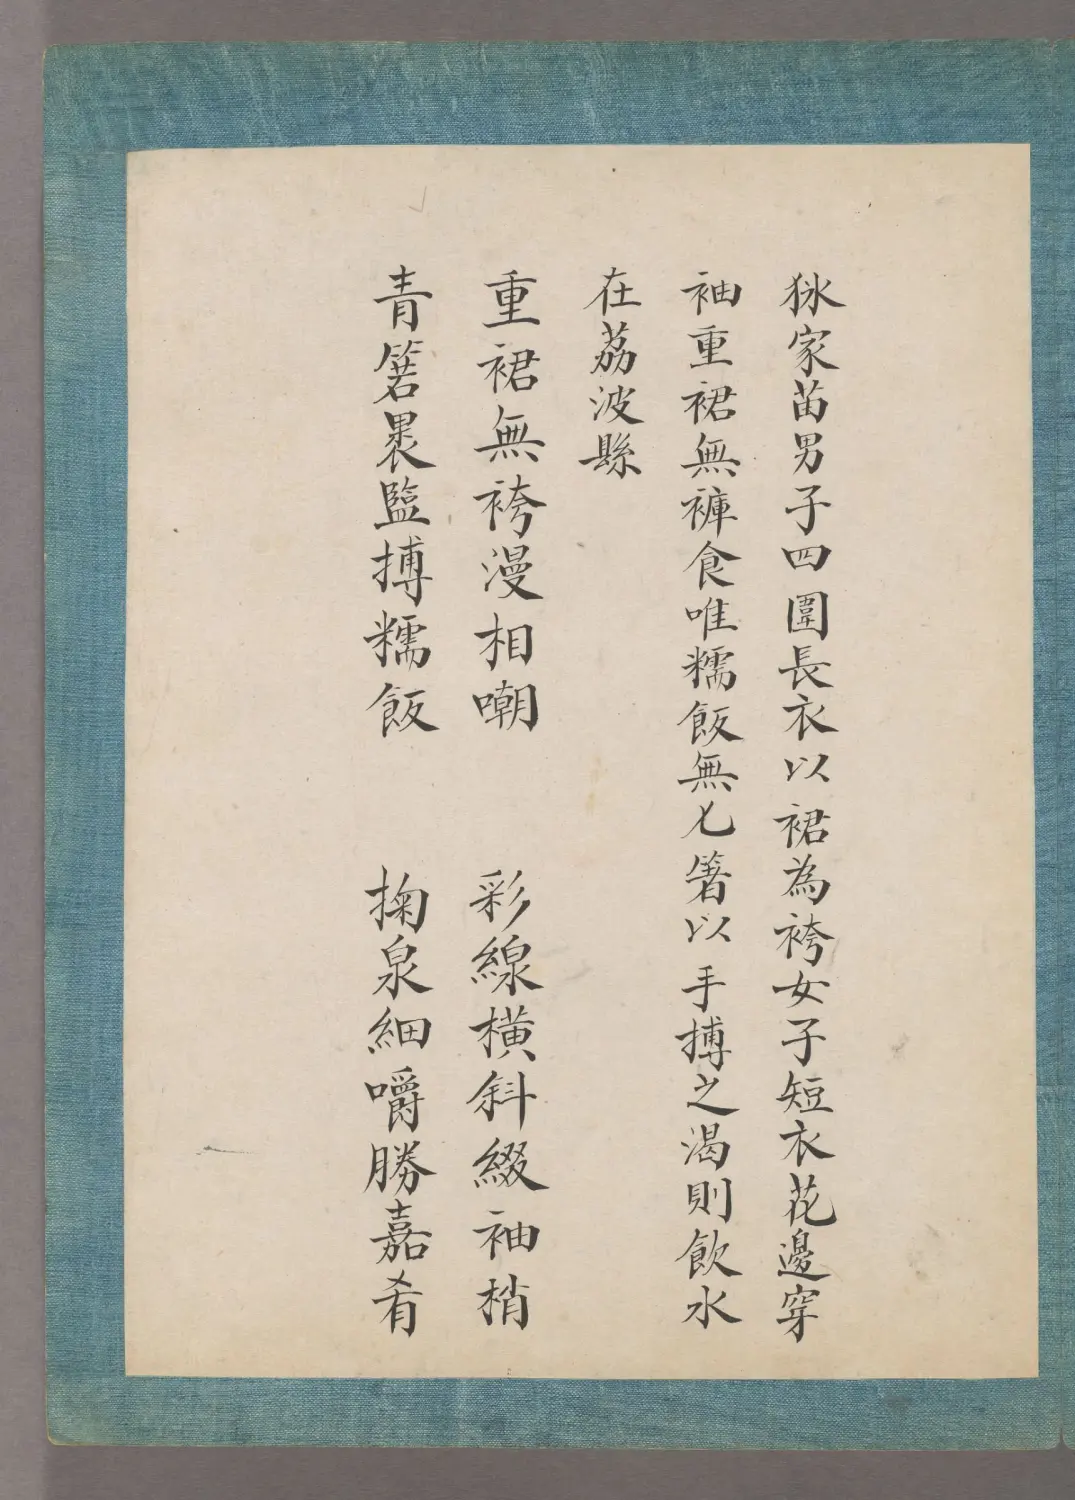 猀家苗男子四圍長衣以裙為袴女子短衣花邊穿
袖重裙無褲食唯糯飯無匕箸以手搏之渴則飲水
在荔波縣
重裙無袴漫相嘲 彩線橫斜綴袖梢
青箬裹鹽搏糯飯 掬泉細嚼勝嘉肴